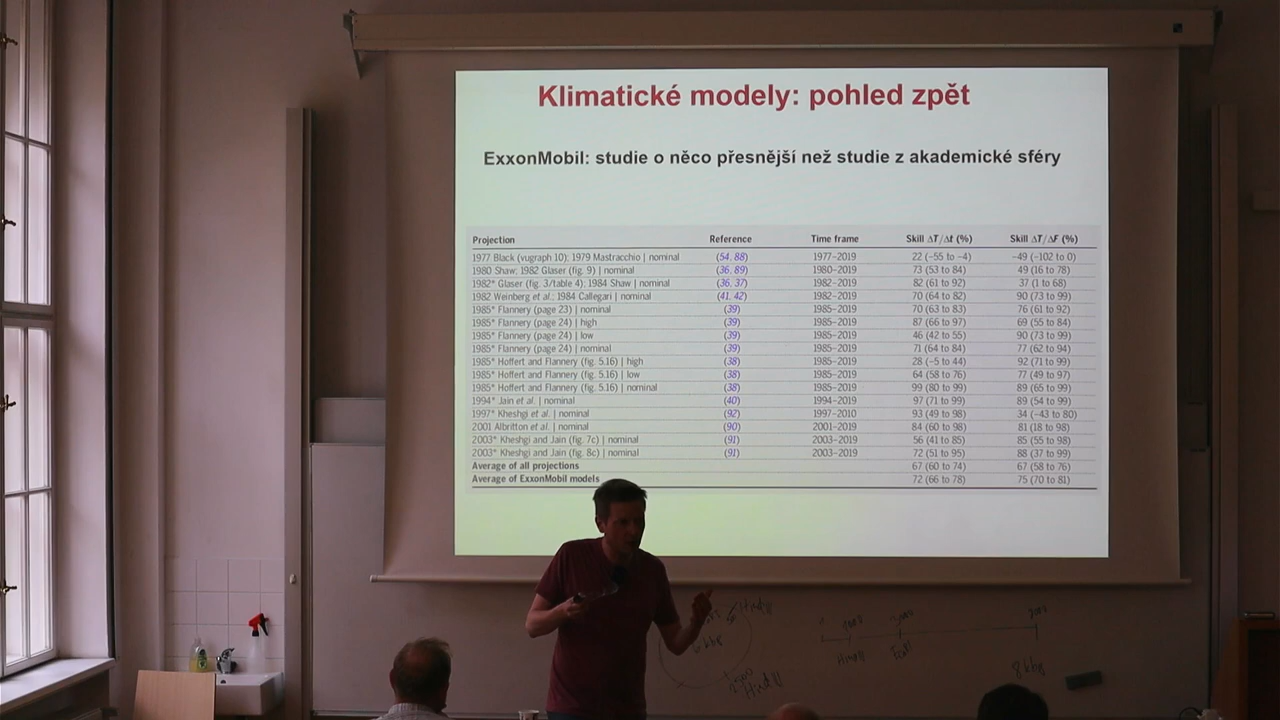 Klimatické modely: pohled zpět
ExxonMobil: studie o něco přesnější než studie z akademické sféry
Projection Reference Time frame Skill ΔT/Δt (%) Skill ΔT/ΔF (%)
1977 Black (vugraph 10); 1979 Mastracchio | nominal (54, 88) 1977–2019 22 (−55 to −4) −49 (−102 to 0)
1980 Shaw; 1982 Glaser (fig. 9) | nominal (36, 89) 1980–2019 73 (53 to 84) 49 (16 to 78)
1982* Glaser (fig. 3/table 4); 1984 Shaw | nominal (36, 37) 1982–2019 82 (61 to 92) 37 (1 to 68)
1982 Weinberg et al.; 1984 Callegari | nominal (41, 42) 1982–2019 70 (64 to 82) 90 (73 to 99)
1985* Flannery (page 23) | nominal (39) 1985–2019 70 (63 to 83) 76 (61 to 92)
1985* Flannery (page 24) | high (39) 1985–2019 87 (66 to 97) 69 (55 to 84)
1985* Flannery (page 24) | low (39) 1985–2019 46 (42 to 55) 90 (73 to 99)
1985* Flannery (page 24) | nominal (39) 1985–2019 71 (64 to 84) 77 (62 to 94)
1985* Hoffert and Flannery (fig. 5.16) | high (38) 1985–2019 28 (−5 to 44) 92 (71 to 99)
1985* Hoffert and Flannery (fig. 5.16) | low (38) 1985–2019 64 (58 to 76) 77 (49 to 97)
1985* Hoffert and Flannery (fig. 5.16) | nominal (38) 1985–2019 99 (80 to 99) 89 (65 to 99)
1994* Jain et al. | nominal (40) 1994–2019 97 (71 to 99) 89 (54 to 99)
1997* Kheshgi et al. | nominal (92) 1997–2010 93 (49 to 98) 34 (−43 to 80)
2001 Albritton et al. | nominal (90) 2001–2019 84 (60 to 98) 81 (18 to 98)
2003* Kheshgi and Jain (fig. 7c) | nominal (91) 2003–2019 56 (41 to 85) 85 (55 to 98)
2003* Kheshgi and Jain (fig. 8c) | nominal (91) 2003–2019 72 (51 to 95) 88 (37 to 99)
Average of all projections 67 (60 to 74) 67 (58 to 76)
Average of ExxonMobil models 72 (66 to 78) 75 (70 to 81)